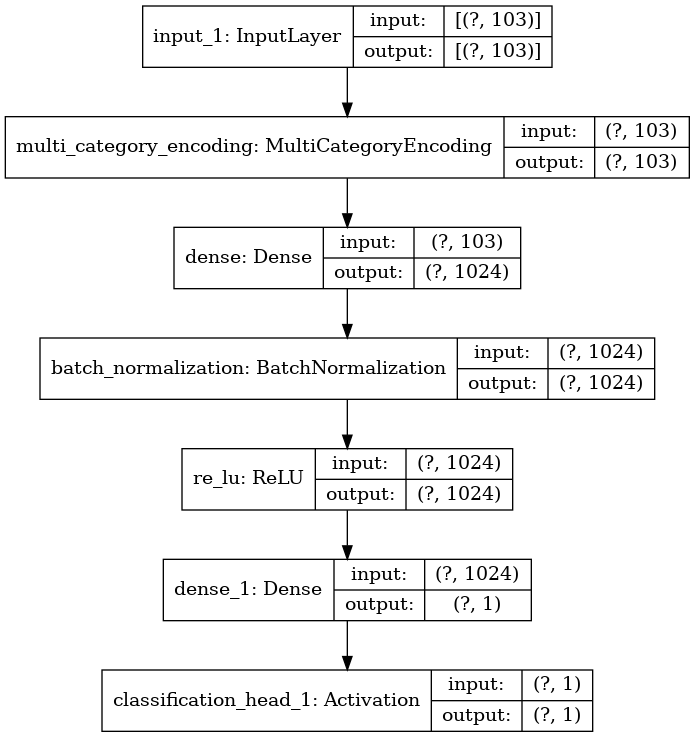 input_1: InputLayer
input:
[(?, 103)]
output:
[(?, 103)]
multi_category_encoding: MultiCategoryEncoding
input:
(?, 103)
output:
(?, 103)
dense: Dense
input:
(?, 103)
output:
(?, 1024)
batch_normalization: BatchNormalization
input:
(?, 1024)
output:
(?, 1024)
re_lu: ReLU
input:
(?, 1024)
output:
(?, 1024)
dense_1: Dense
input:
(?, 1024)
output:
(?, 1)
classification_head_1: Activation
input:
(?, 1)
output:
(?, 1)